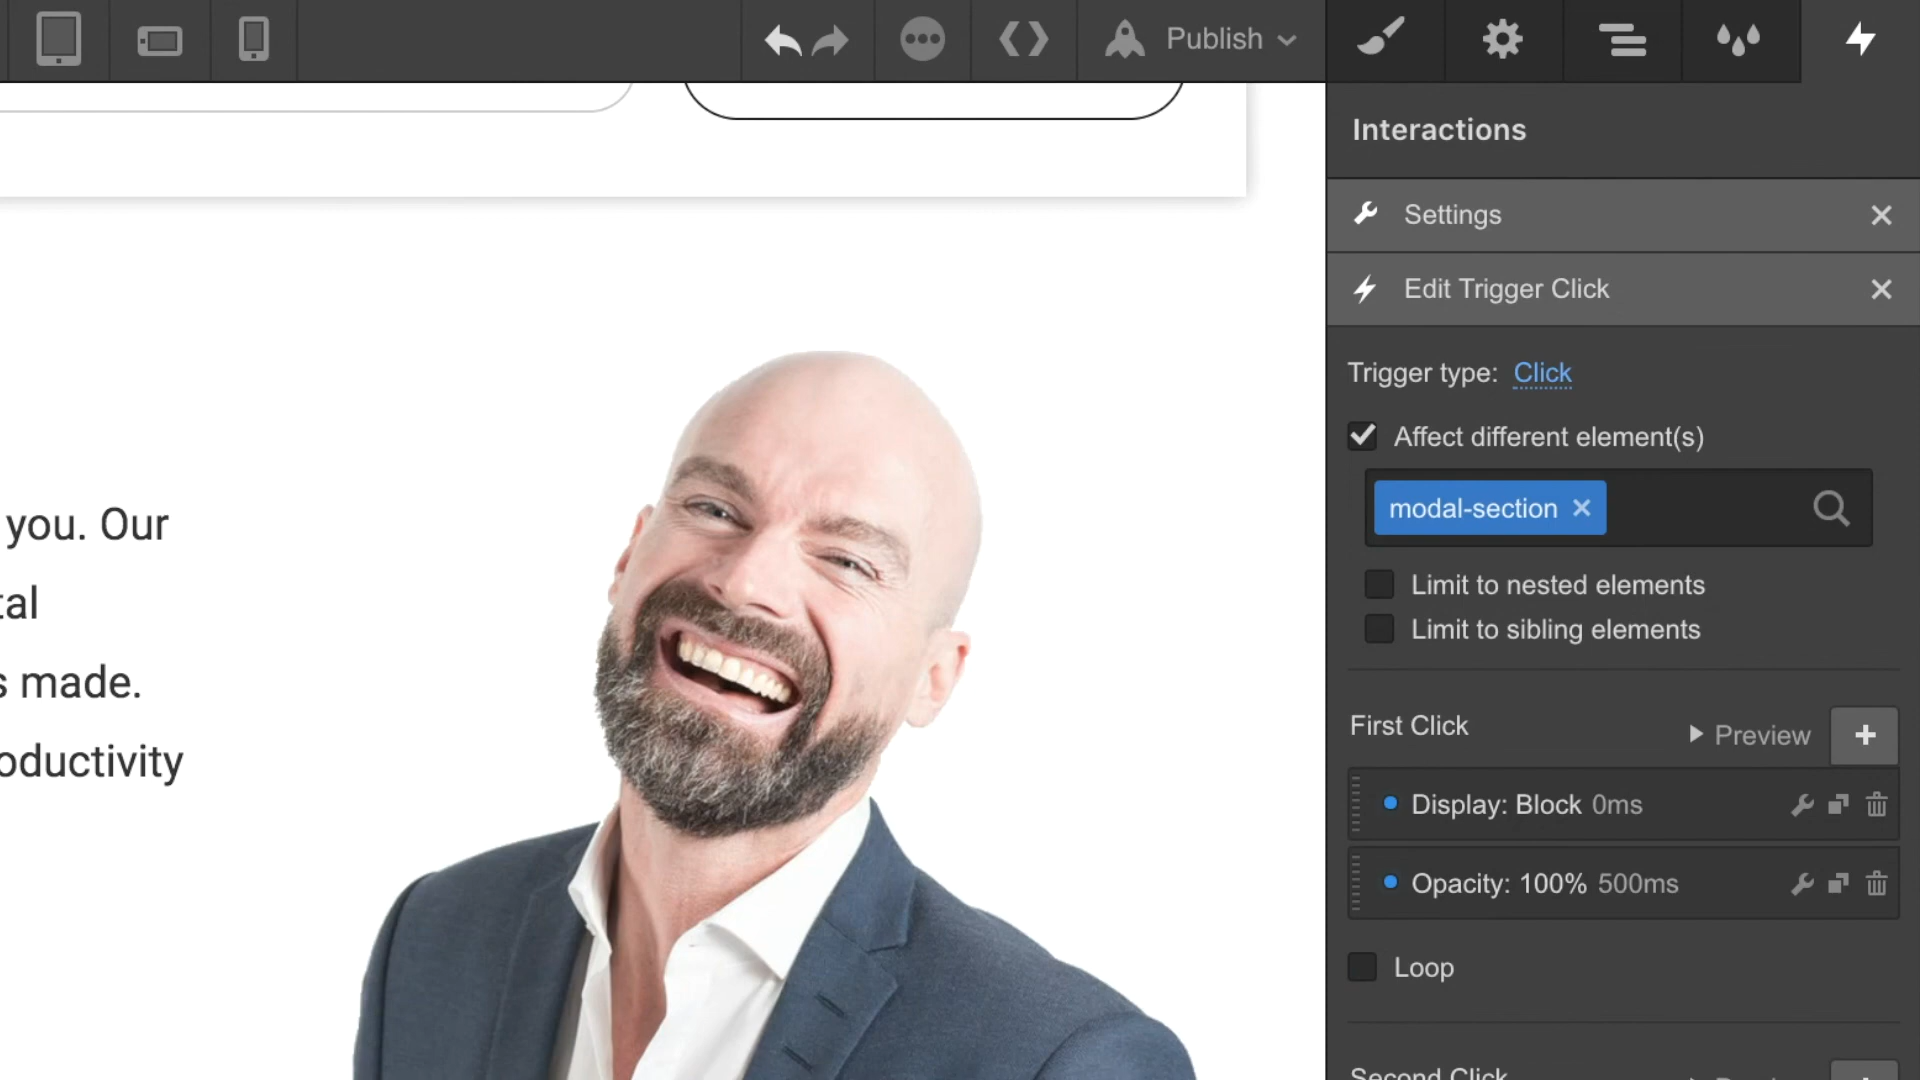 Publish
Interactions
Settings
Edit Trigger Click
Trigger type: Click
Affect different element(s)
modal-section
Limit to nested elements
Limit to sibling elements
First Click
Preview
Display: Block 0ms
Opacity: 100% 500ms
Loop
Second Click
you. Our
tal
s made.
oductivity